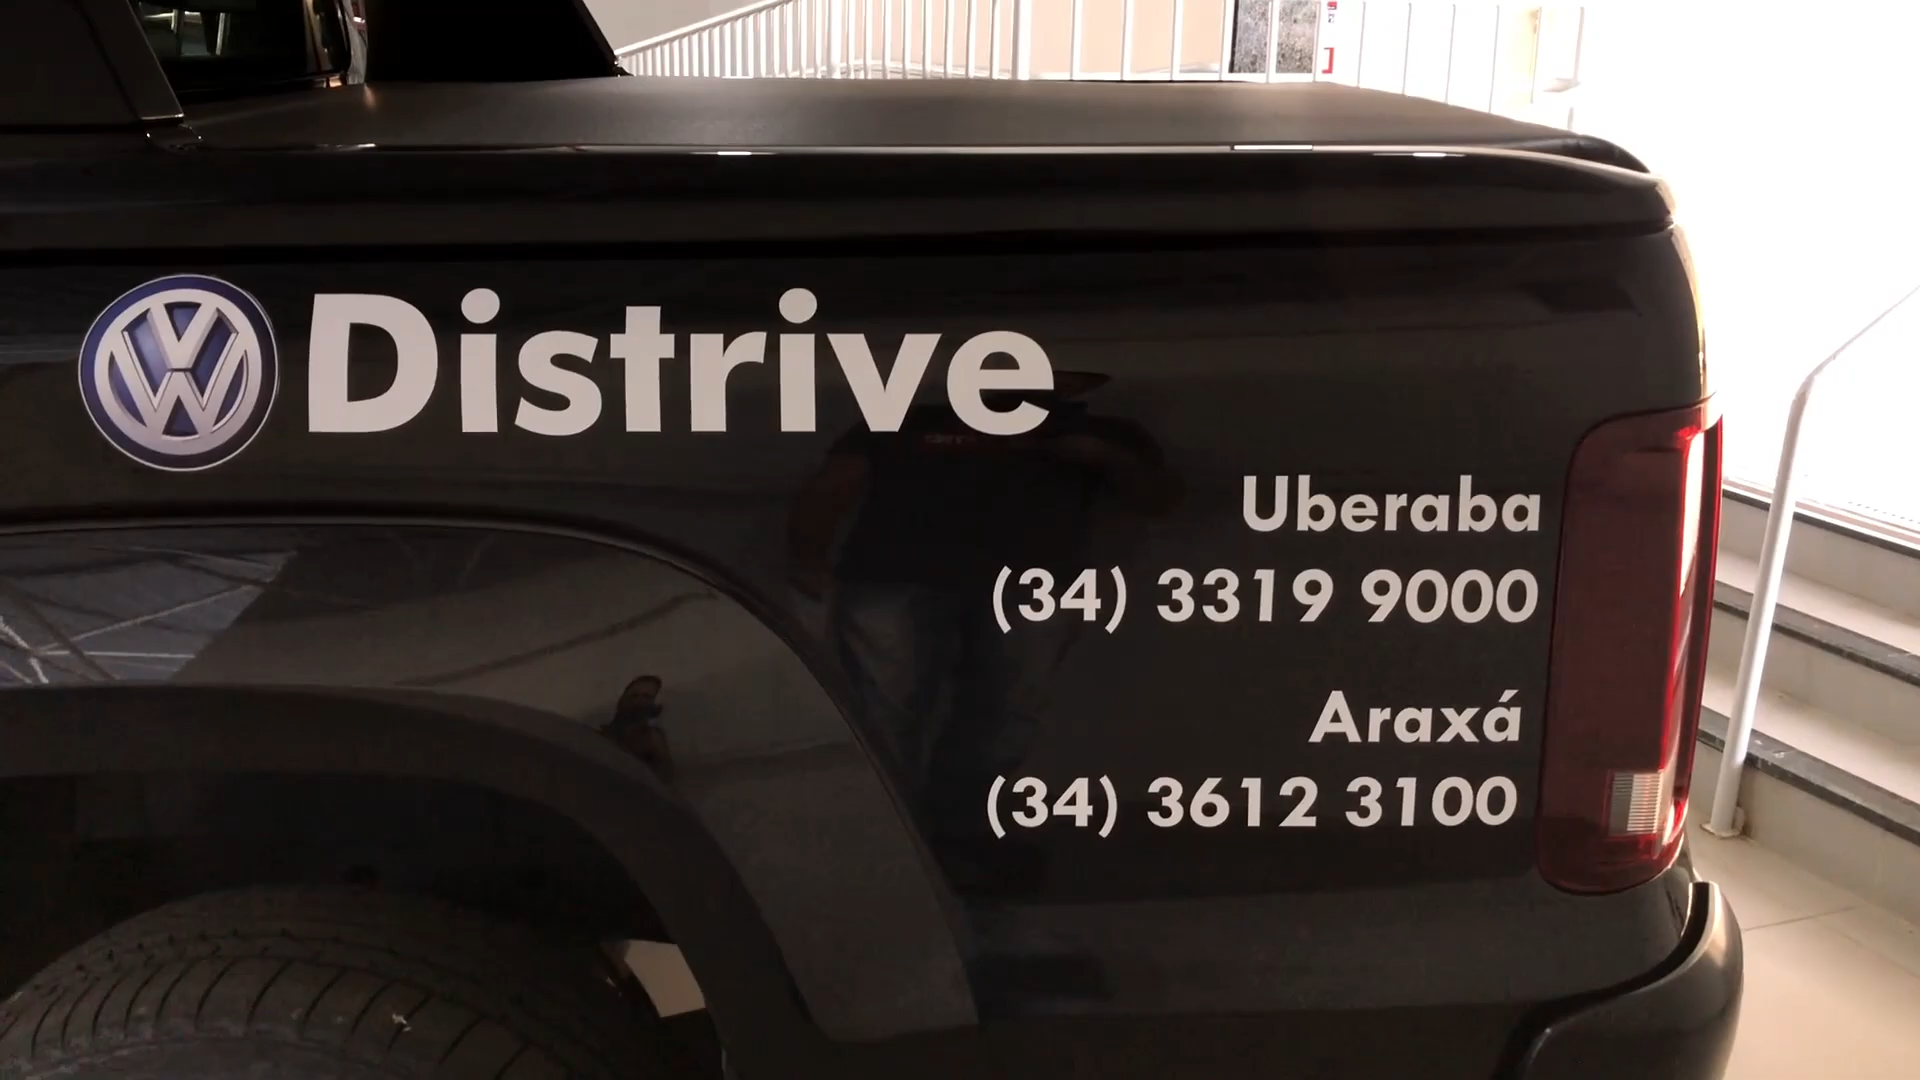 Distrive
Uberaba
(34) 3319 9000
Araxá
(34) 3612 3100